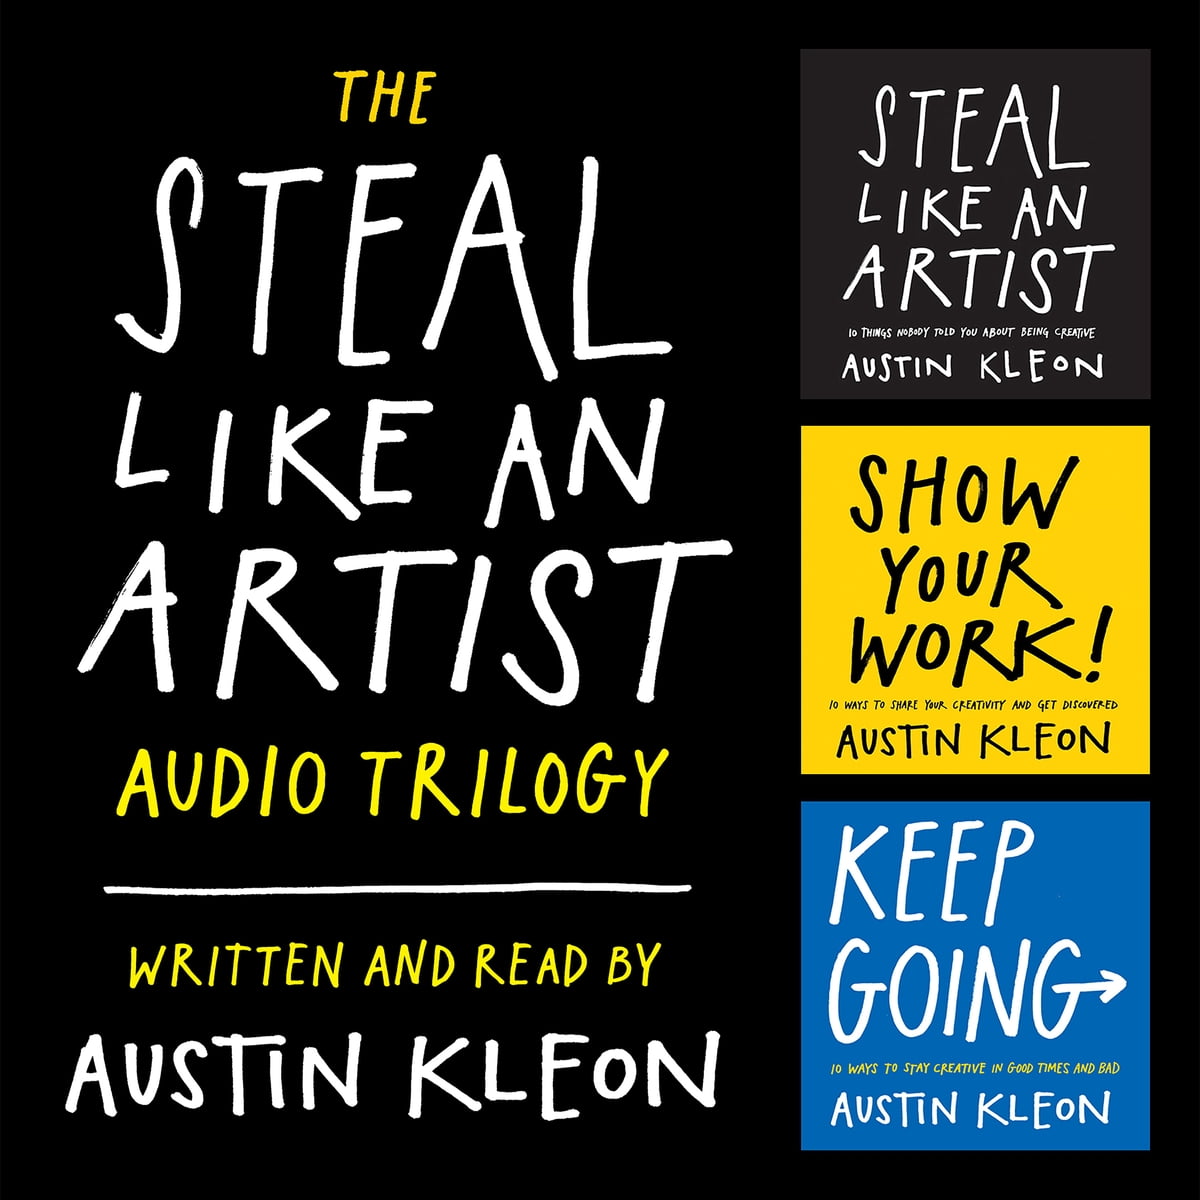 THE
STEAL
LIKE AN
ARTIST
AUDIO TRILOGY
WRITTEN AND READ BY
AUSTIN KLEON
STEAL
LIKE AN
ARTIST
10 THINGS NOBODY TOLD YOU ABOUT BEING CREATIVE
AUSTIN KLEON
SHOW
YOUR
WORK!
10 WAYS TO SHARE YOUR CREATIVITY AND GET DISCOVERED
AUSTIN KLEON
KEEP
GOING→
10 WAYS TO STAY CREATIVE IN GOOD TIMES AND BAD
AUSTIN KLEON